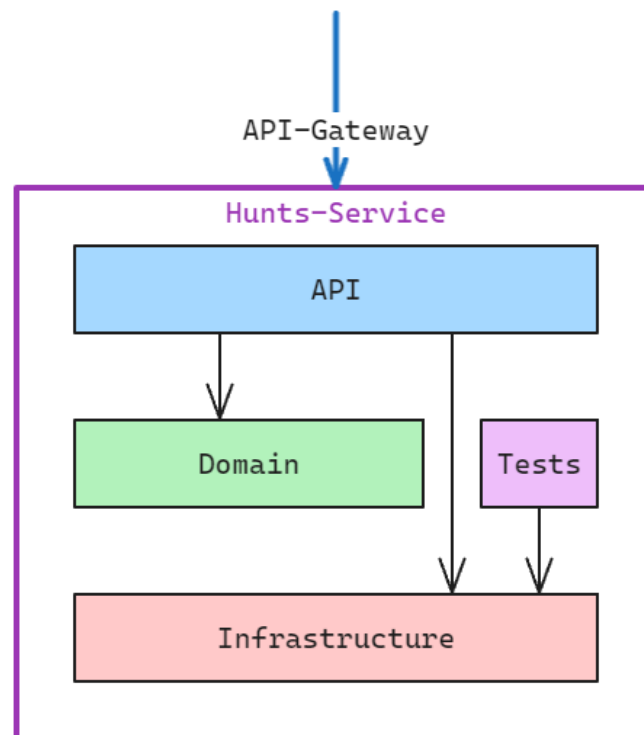 API-Gateway
Hunts-Service
API
Domain
Tests
Infrastructure